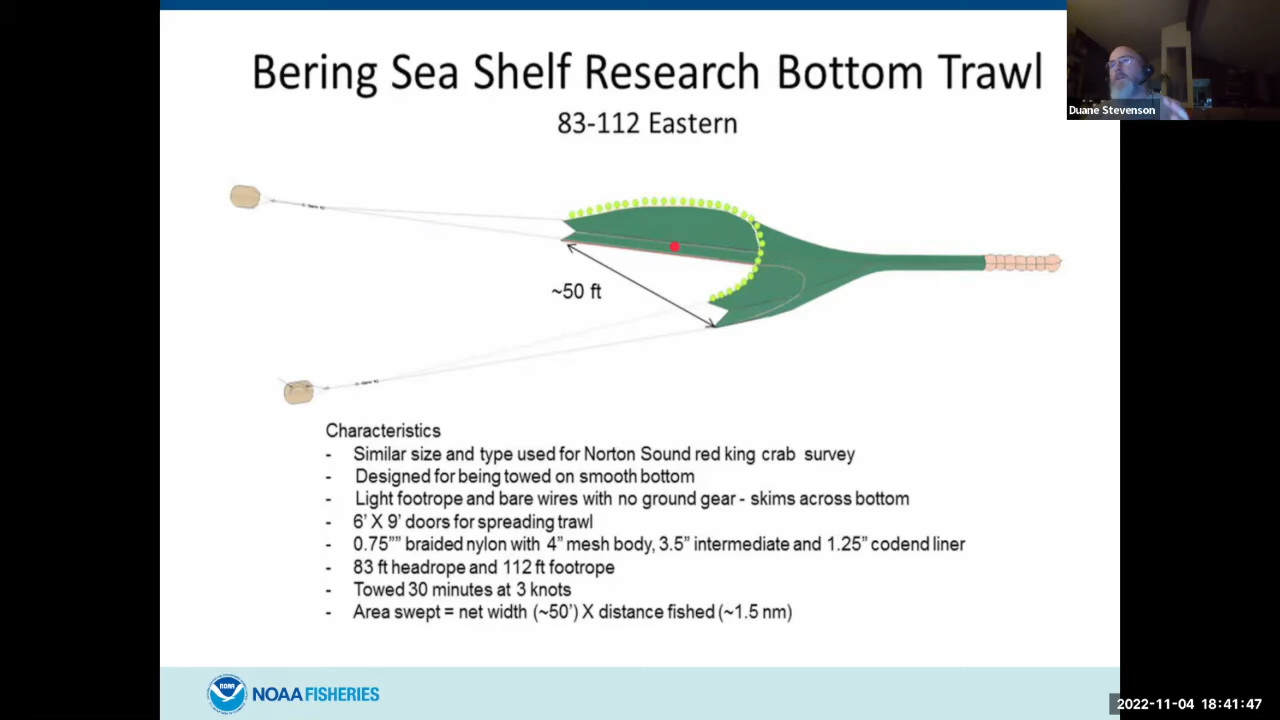 Bering Sea Shelf Research Bottom Trawl
83-112 Eastern
Duane Stevenson
~50 ft
Characteristics
- Similar size and type used for Norton Sound red king crab survey
- Designed for being towed on smooth bottom
- Light footrope and bare wires with no ground gear - skims across bottom
- 6’ X 9’ doors for spreading trawl
- 0.75”” braided nylon with 4” mesh body, 3.5” intermediate and 1.25” codend liner
- 83 ft headrope and 112 ft footrope
- Towed 30 minutes at 3 knots
- Area swept = net width (~50’) X distance fished (~1.5 nm)
NOAA
NOAA FISHERIES
2022-11-04 18:41:47